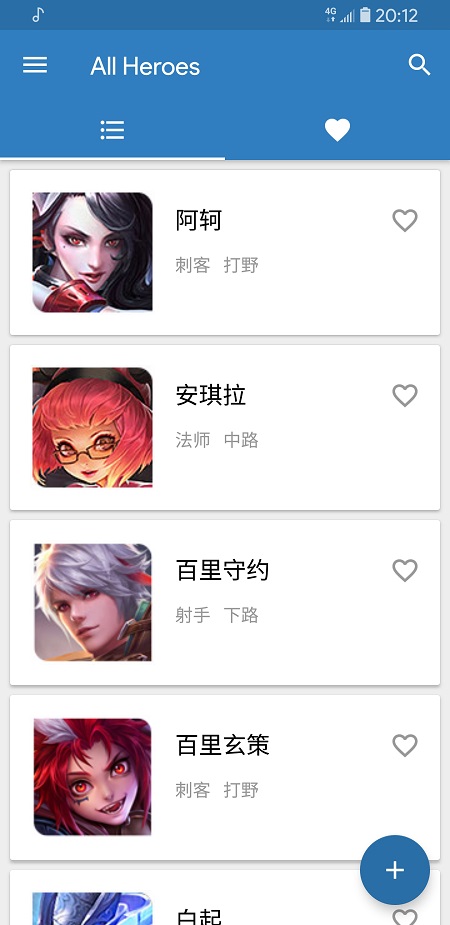 4G
20:12
All Heroes
阿轲
刺客 打野
安琪拉
法师 中路
百里守约
射手 下路
百里玄策
刺客 打野
白起